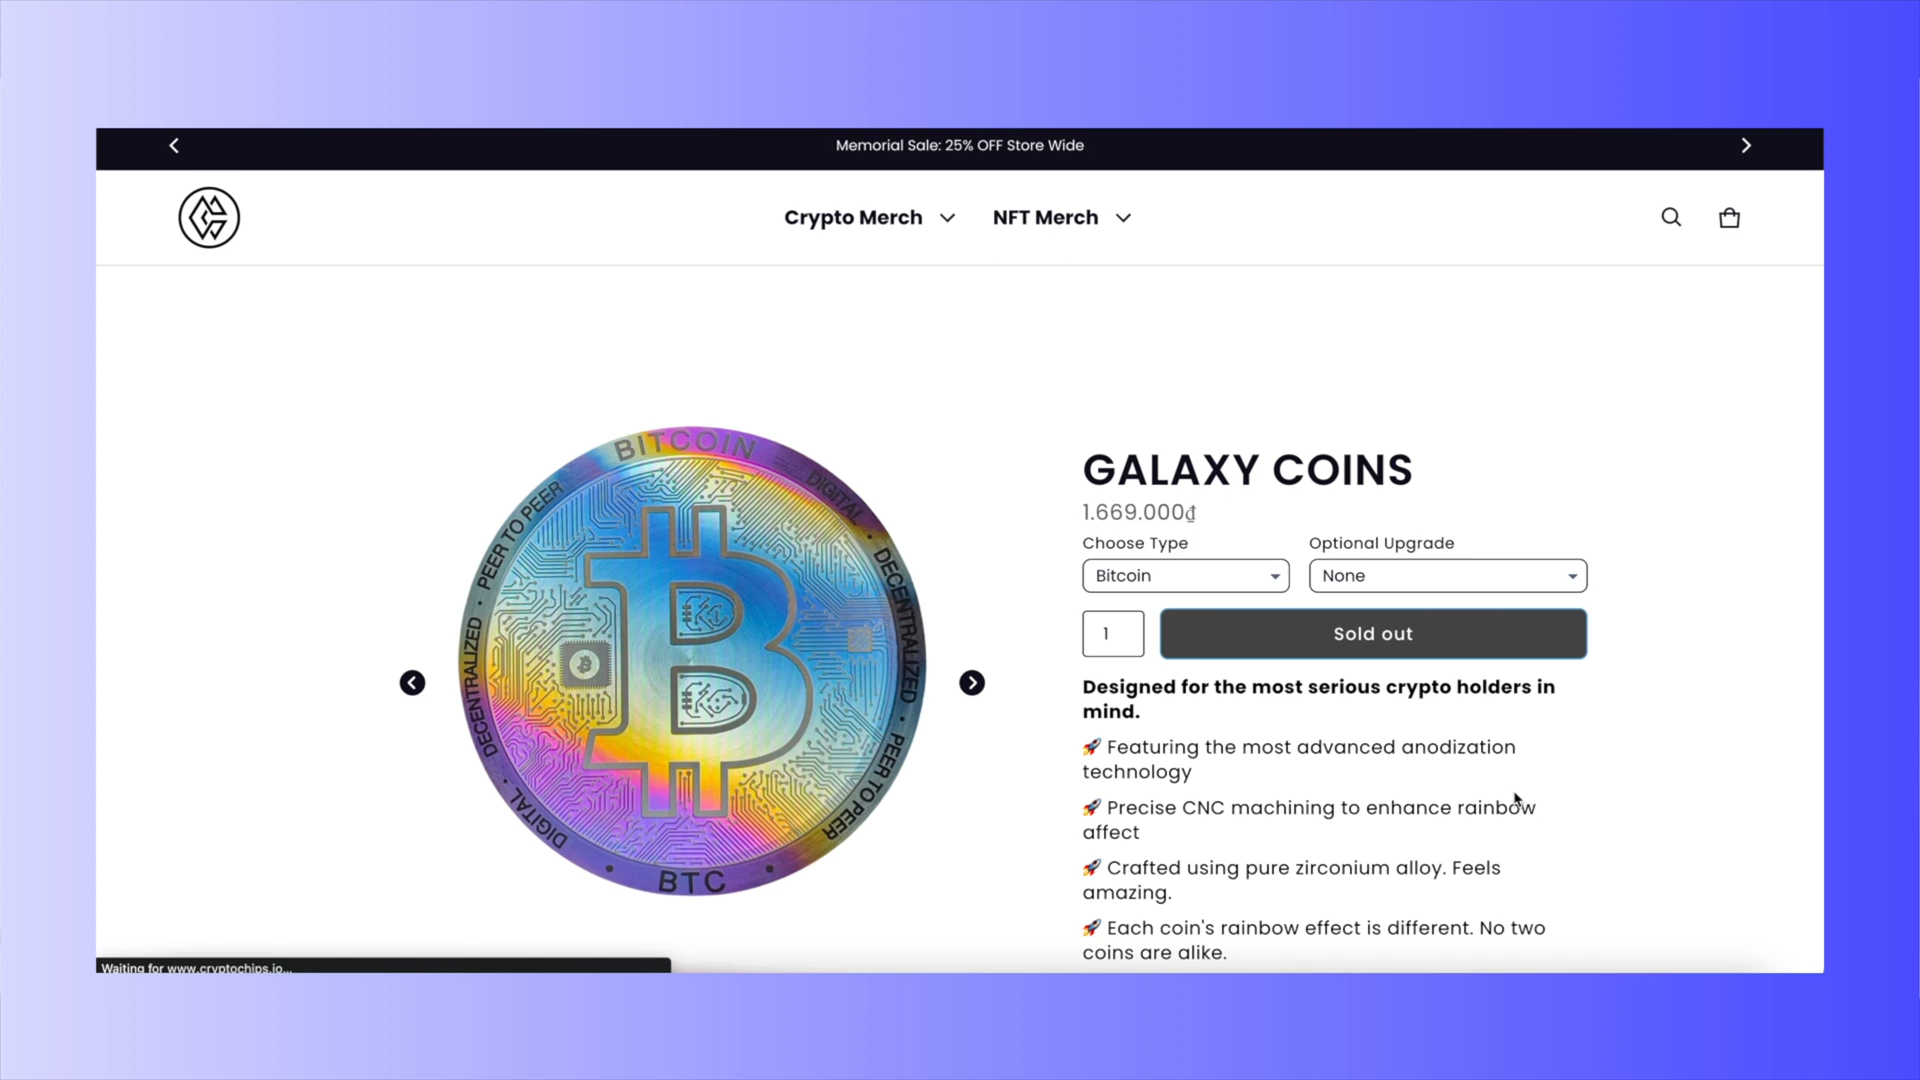 Memorial Sale: 25% OFF Store Wide
Crypto Merch
NFT Merch
BITCOIN
DIGITAL • DECENTRALIZED • PEER TO PEER
BTC
DIGITAL • DECENTRALIZED • PEER TO PEER
GALAXY COINS
1.669.000₫
Choose Type
Optional Upgrade
Bitcoin
None
1
Sold out
Designed for the most serious crypto holders in
mind.
🚀 Featuring the most advanced anodization
technology
🚀 Precise CNC machining to enhance rainbow
affect
🚀 Crafted using pure zirconium alloy. Feels
amazing.
🚀 Each coin's rainbow effect is different. No two
coins are alike.
Waiting for www.cryptochips.io...